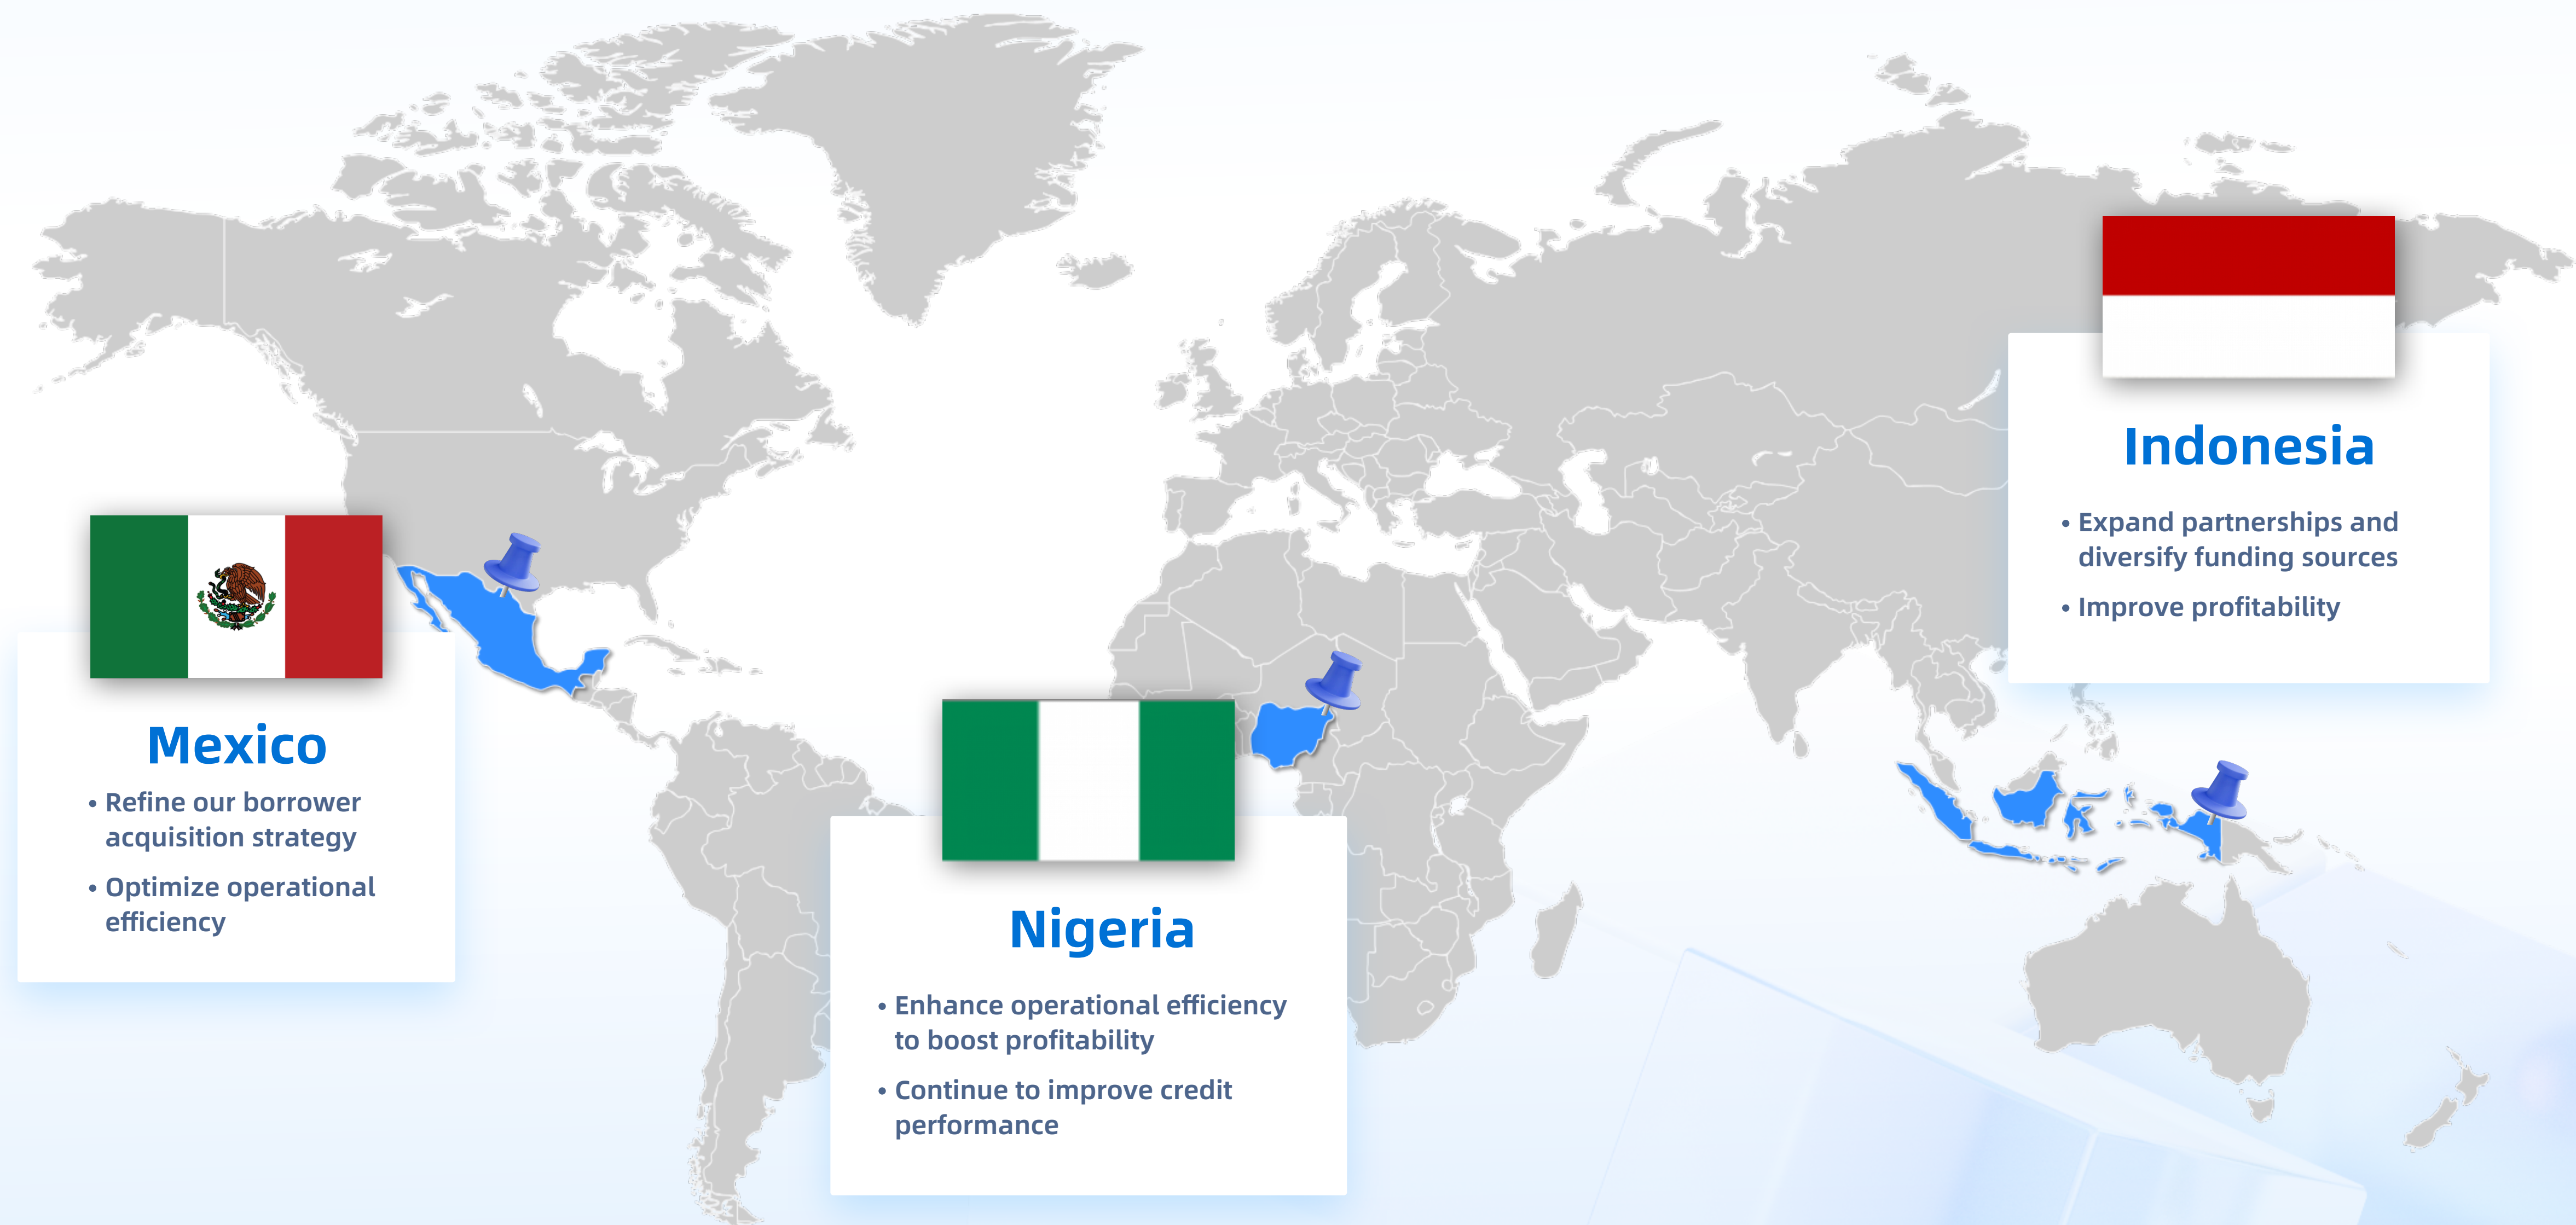 Mexico
• Refine our borrower
acquisition strategy
• Optimize operational
efficiency
Nigeria
• Enhance operational efficiency
to boost profitability
• Continue to improve credit
performance
Indonesia
• Expand partnerships and
diversify funding sources
• Improve profitability